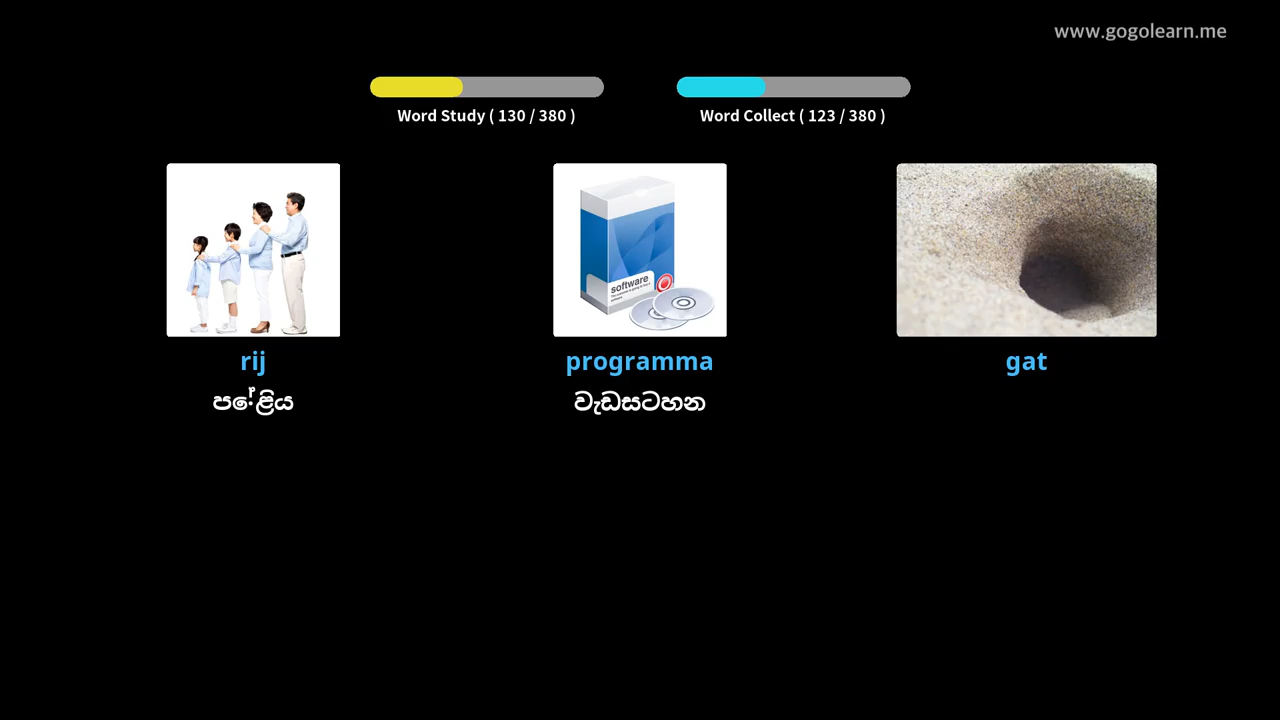 www.gogolearn.me
Word Study ( 130 / 380 )
Word Collect ( 123 / 380 )
software
rij
programma
gat
පේළිය
වැඩසටහන